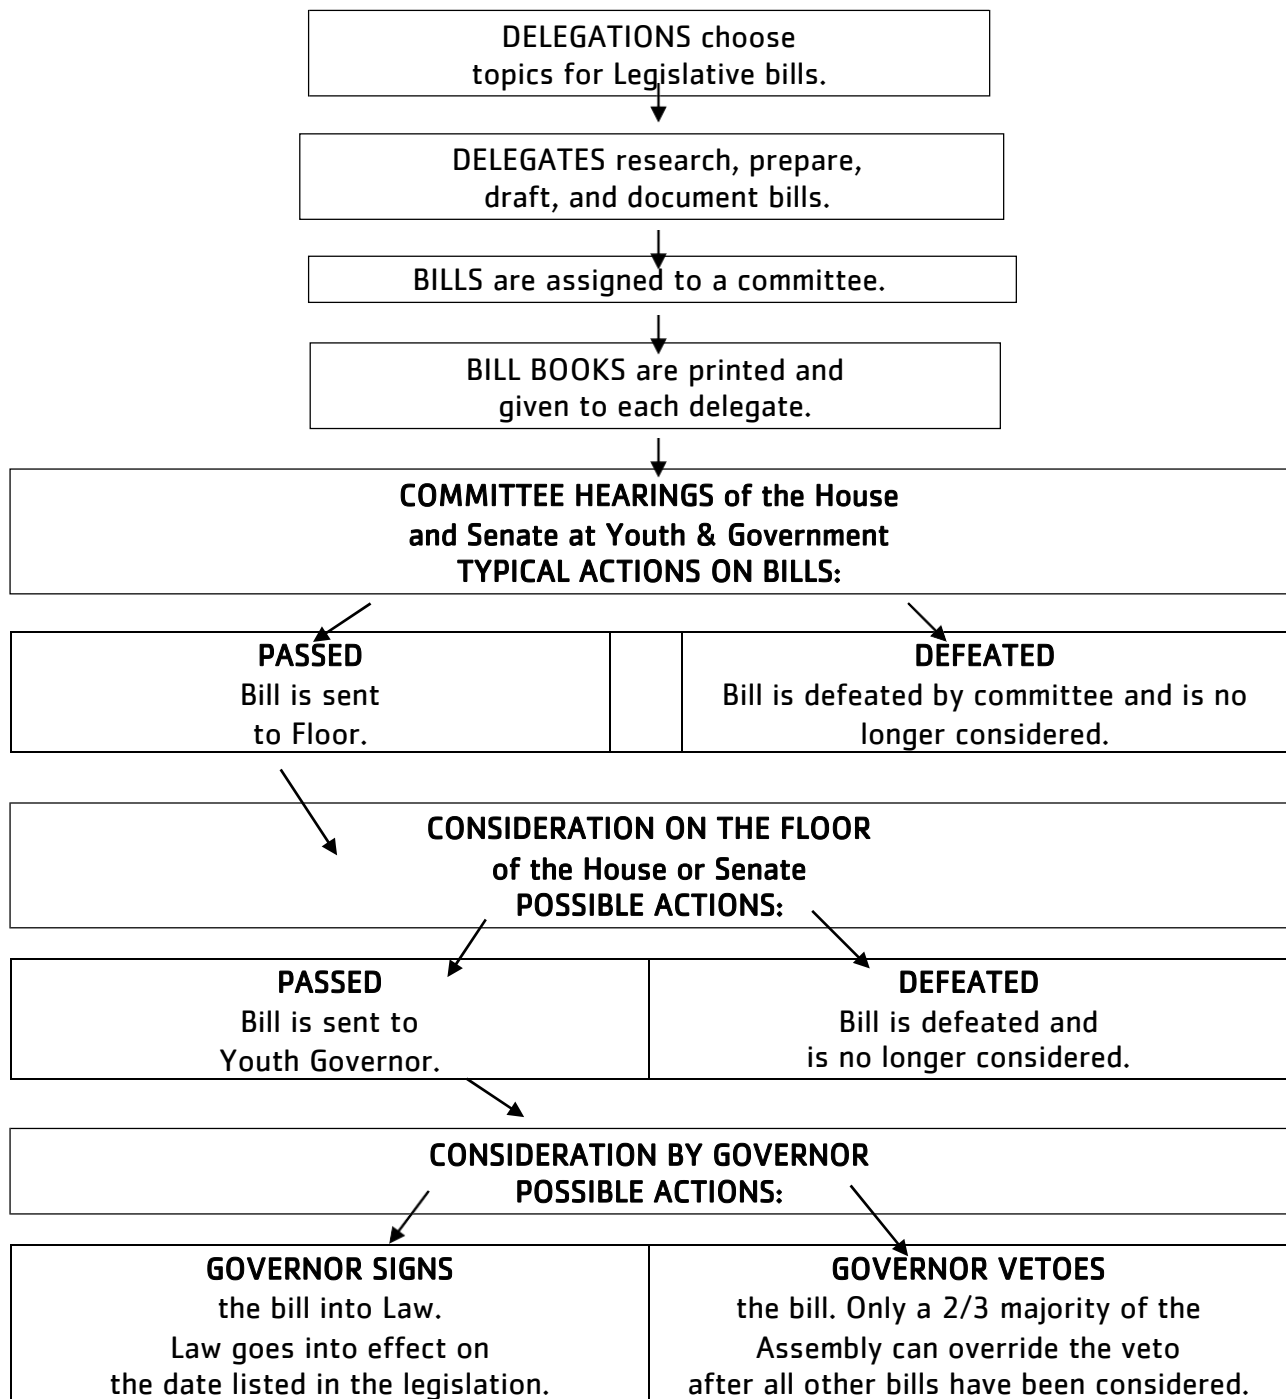 DELEGATIONS choose
topics for Legislative bills.
DELEGATES research, prepare,
draft, and document bills.
BILLS are assigned to a committee.
BILL BOOKS are printed and
given to each delegate.
COMMITTEE HEARINGS of the House
and Senate at Youth & Government
TYPICAL ACTIONS ON BILLS:
PASSED
Bill is sent
to Floor.
DEFEATED
Bill is defeated by committee and is no
longer considered.
CONSIDERATION ON THE FLOOR
of the House or Senate
POSSIBLE ACTIONS:
PASSED
Bill is sent to
Youth Governor.
DEFEATED
Bill is defeated and
is no longer considered.
CONSIDERATION BY GOVERNOR
POSSIBLE ACTIONS:
GOVERNOR SIGNS
the bill into Law.
Law goes into effect on
the date listed in the legislation.
GOVERNOR VETOES
the bill. Only a 2/3 majority of the
Assembly can override the veto
after all other bills have been considered.